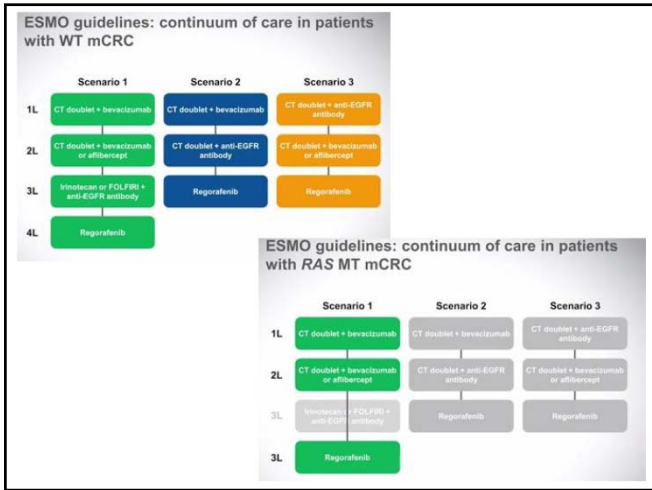 ESMO guidelines: continuum of care in patients
with WT mCRC
Scenario 1
Scenario 2
Scenario 3
1L
CT doublet + bevacizumab
CT doublet + bevacizumab
CT doublet + anti-EGFR
antibody
2L
CT doublet + bevacizumab
or aflibercept
CT doublet + anti-EGFR
antibody
CT doublet + bevacizumab
or aflibercept
3L
Irinotecan or FOLFIRI +
anti-EGFR antibody
Regorafenib
Regorafenib
4L
Regorafenib
ESMO guidelines: continuum of care in patients
with RAS MT mCRC
Scenario 1
Scenario 2
Scenario 3
1L
CT doublet + bevacizumab
CT doublet + bevacizumab
CT doublet + anti-EGFR
antibody
2L
CT doublet + bevacizumab
or aflibercept
CT doublet + anti-EGFR
antibody
CT doublet + bevacizumab
or aflibercept
3L
Irinotecan or FOLFIRI +
anti-EGFR antibody
Regorafenib
Regorafenib
3L
Regorafenib